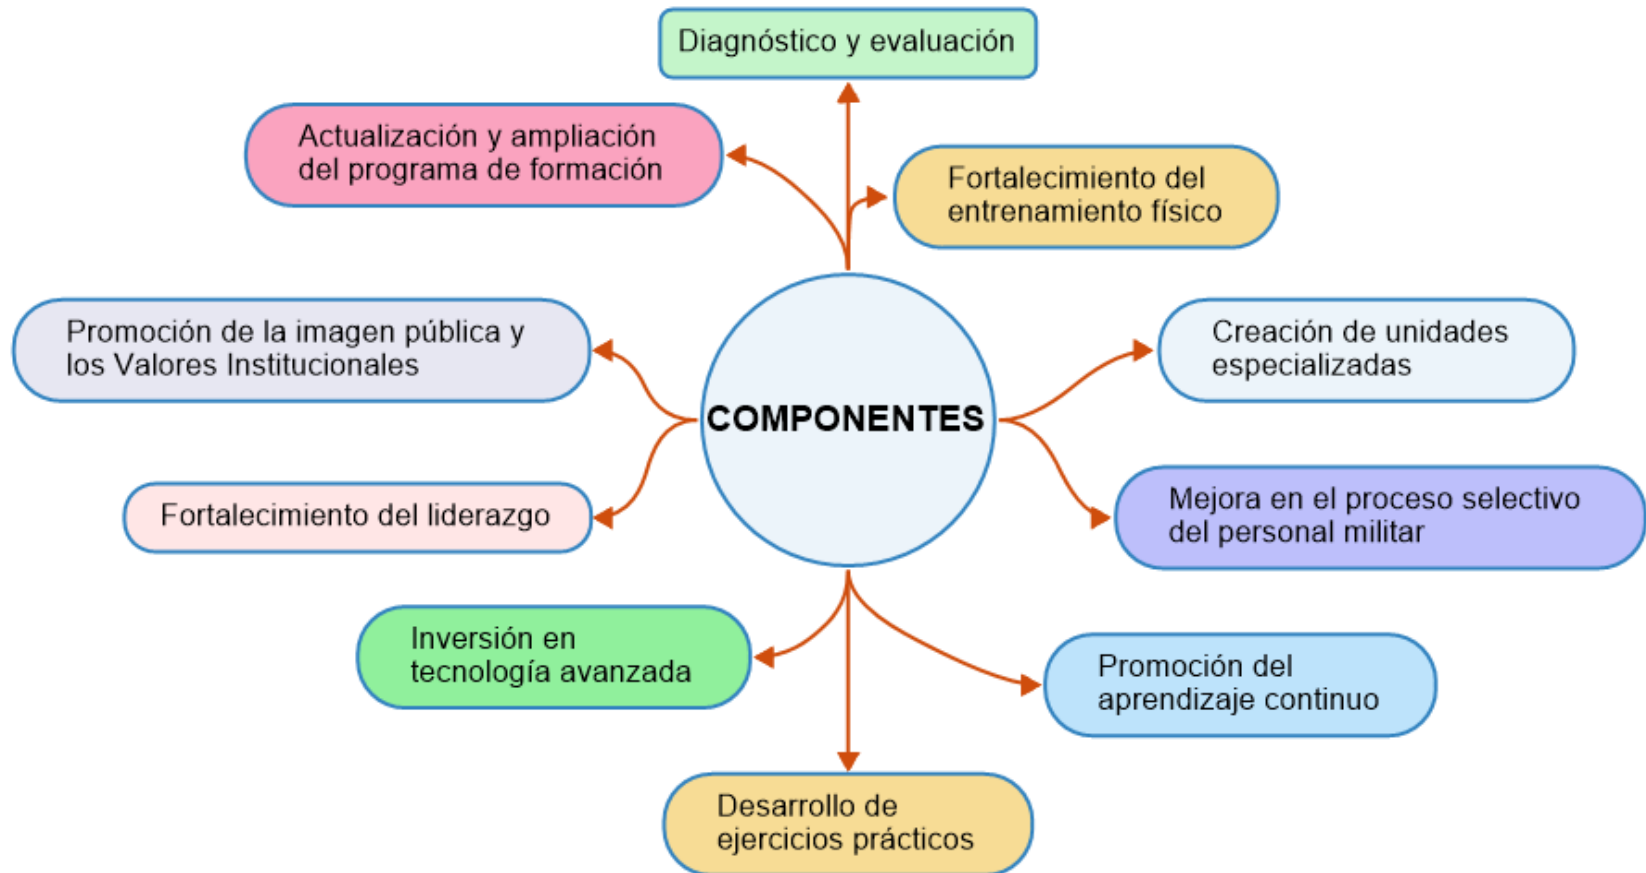 Diagnóstico y evaluación
Actualización y ampliación
del programa de formación
Fortalecimiento del
entrenamiento físico
Promoción de la imagen pública y
los Valores Institucionales
Creación de unidades
especializadas
COMPONENTES
Fortalecimiento del liderazgo
Mejora en el proceso selectivo
del personal militar
Inversión en
tecnología avanzada
Promoción del
aprendizaje continuo
Desarrollo de
ejercicios prácticos